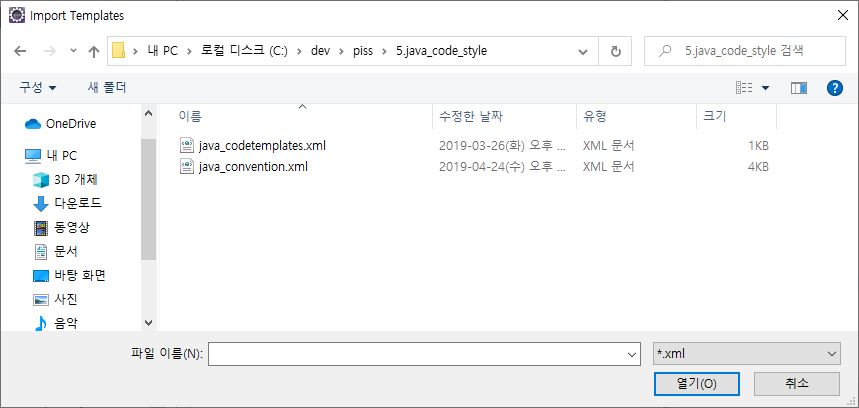 Import Templates
내 PC > 로컬 디스크 (C:) > dev > piss > 5.java_code_style
5.java_code_style 검색
구성 새 폴더
이름 수정한 날짜 유형 크기
OneDrive
내 PC
3D 개체
다운로드
동영상
문서
바탕 화면
사진
음악
java_codetemplates.xml 2019-03-26(화) 오후 ... XML 문서 1KB
java_convention.xml 2019-04-24(수) 오후 ... XML 문서 4KB
파일 이름(N): *.xml
열기(O) 취소